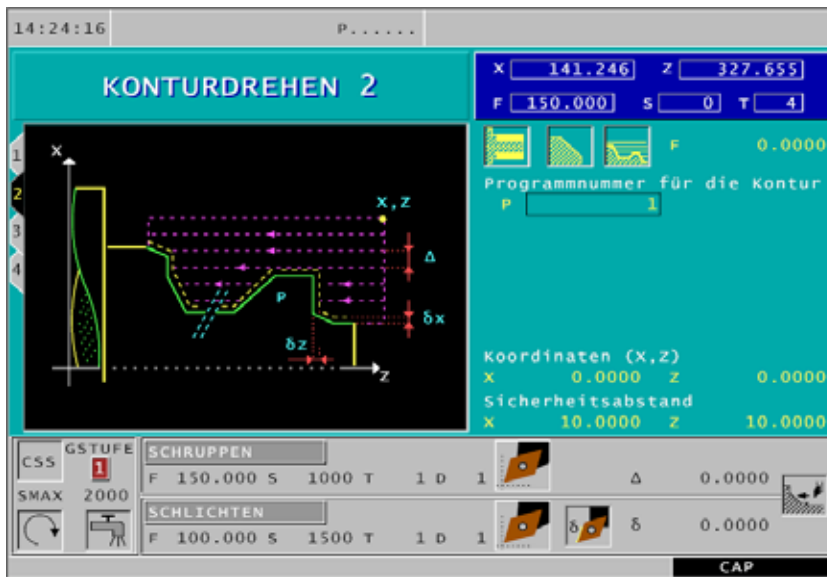 14:24:16 P......
KONTURDREHEN 2
X 141.246 Z 327.655
F 150.000 S 0 T 4
1
2
3
4
X
X,Z
Δ
P
δx
δz
Z
F 0.0000
Programmnummer für die Kontur
P 1
Koordinaten (X,Z)
X 0.0000 Z 0.0000
Sicherheitsabstand
X 10.0000 Z 10.0000
CSS GSTUFE
1
SMAX 2000
SCHRUPPEN
F 150.000 S 1000 T 1 D 1 Δ 0.0000
SCHLICHTEN
F 100.000 S 1500 T 1 D 1 δ δ 0.0000
CAP